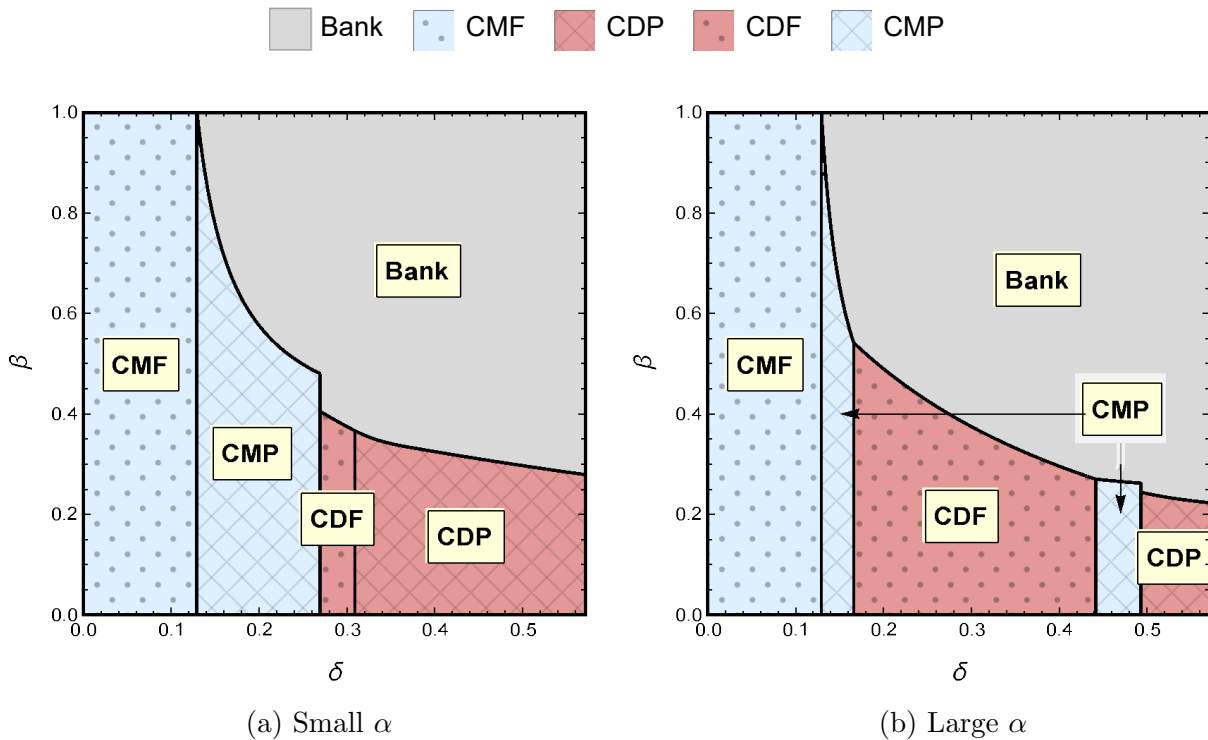 Bank CMF CDP CDF CMP
1.0
0.8
0.6
0.4
0.2
0.0
β
0.0 0.1 0.2 0.3 0.4 0.5
δ
Bank
CMF
CMP
CDF
CDP
(a) Small α
1.0
0.8
0.6
0.4
0.2
0.0
β
0.0 0.1 0.2 0.3 0.4 0.5
δ
Bank
CMF
CMP
CDF
CDP
(b) Large α